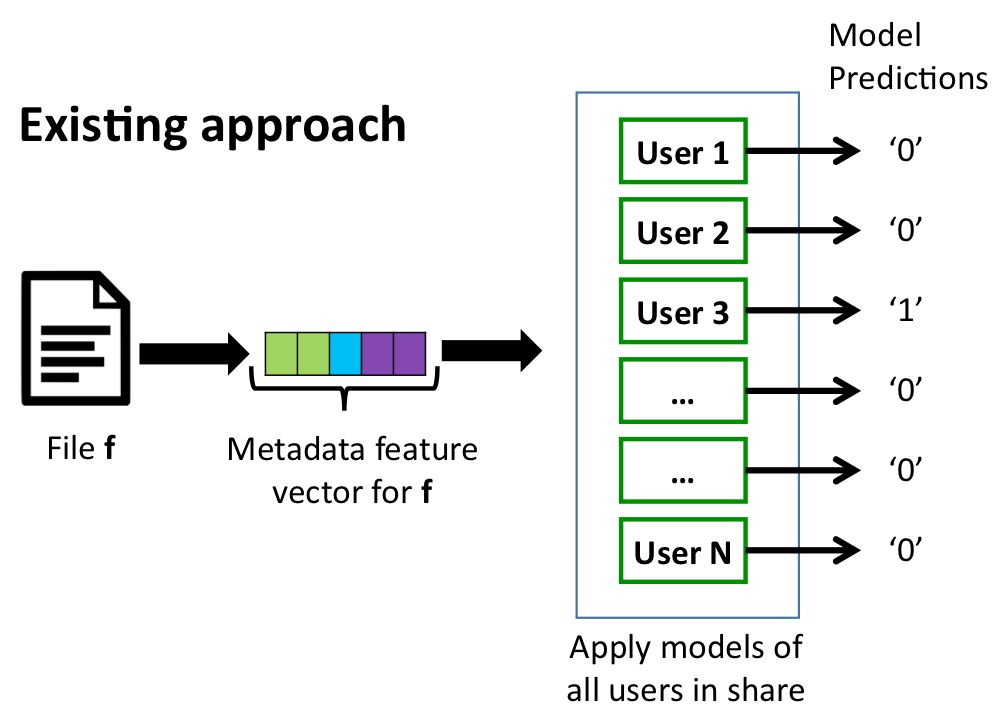 Existing approach
File f
Metadata feature
vector for f
User 1
User 2
User 3
...
...
User N
Apply models of
all users in share
Model
Predictions
‘0’
‘0’
‘1’
‘0’
‘0’
‘0’